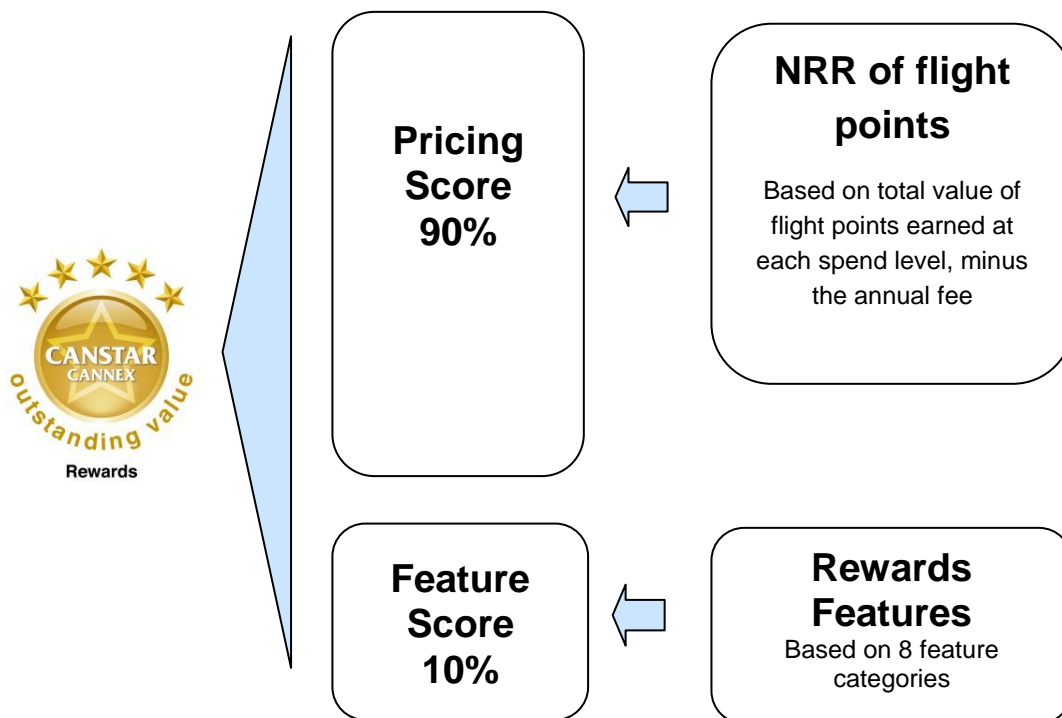 CANSTAR
CANNEX
outstanding value
Rewards
Pricing
Score
90%
NRR of flight
points
Based on total value of
flight points earned at
each spend level, minus
the annual fee
Feature
Score
10%
Rewards
Features
Based on 8 feature
categories